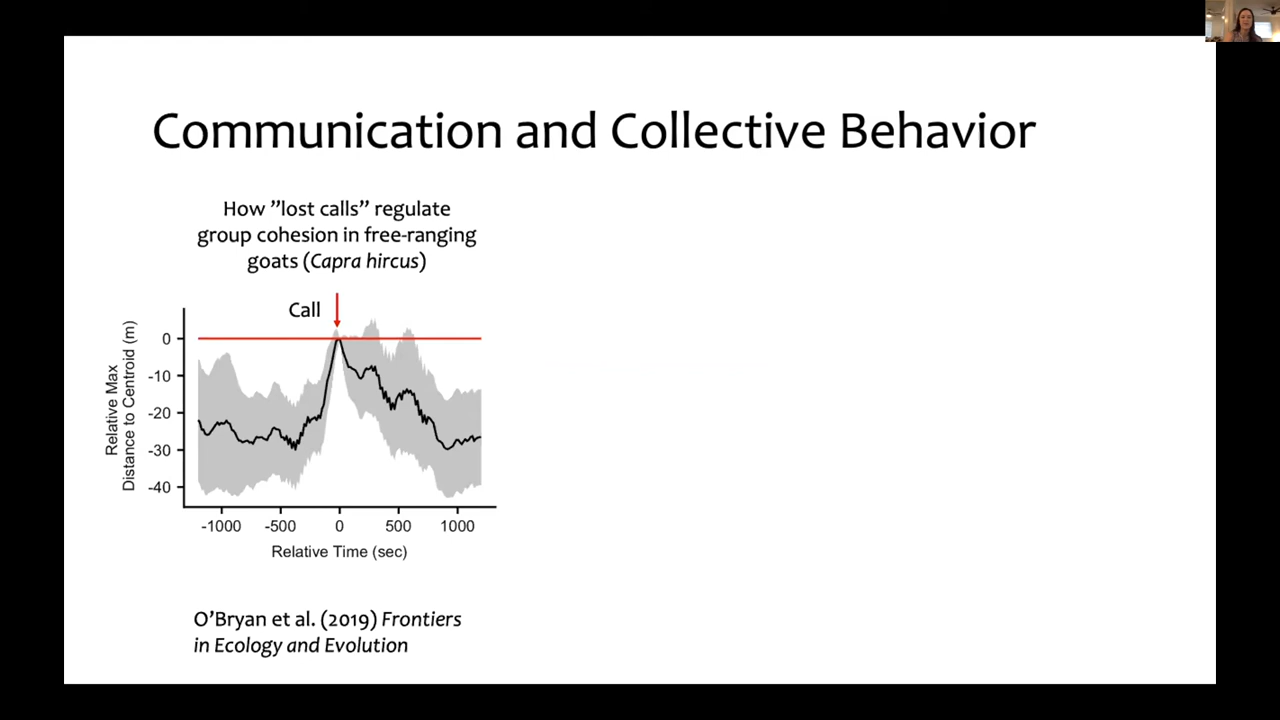 Communication and Collective Behavior
How ”lost calls” regulate
group cohesion in free-ranging
goats (Capra hircus)
Call
Relative Max
Distance to Centroid (m)
0
-10
-20
-30
-40
-1000 -500 0 500 1000
Relative Time (sec)
O’Bryan et al. (2019) Frontiers
in Ecology and Evolution